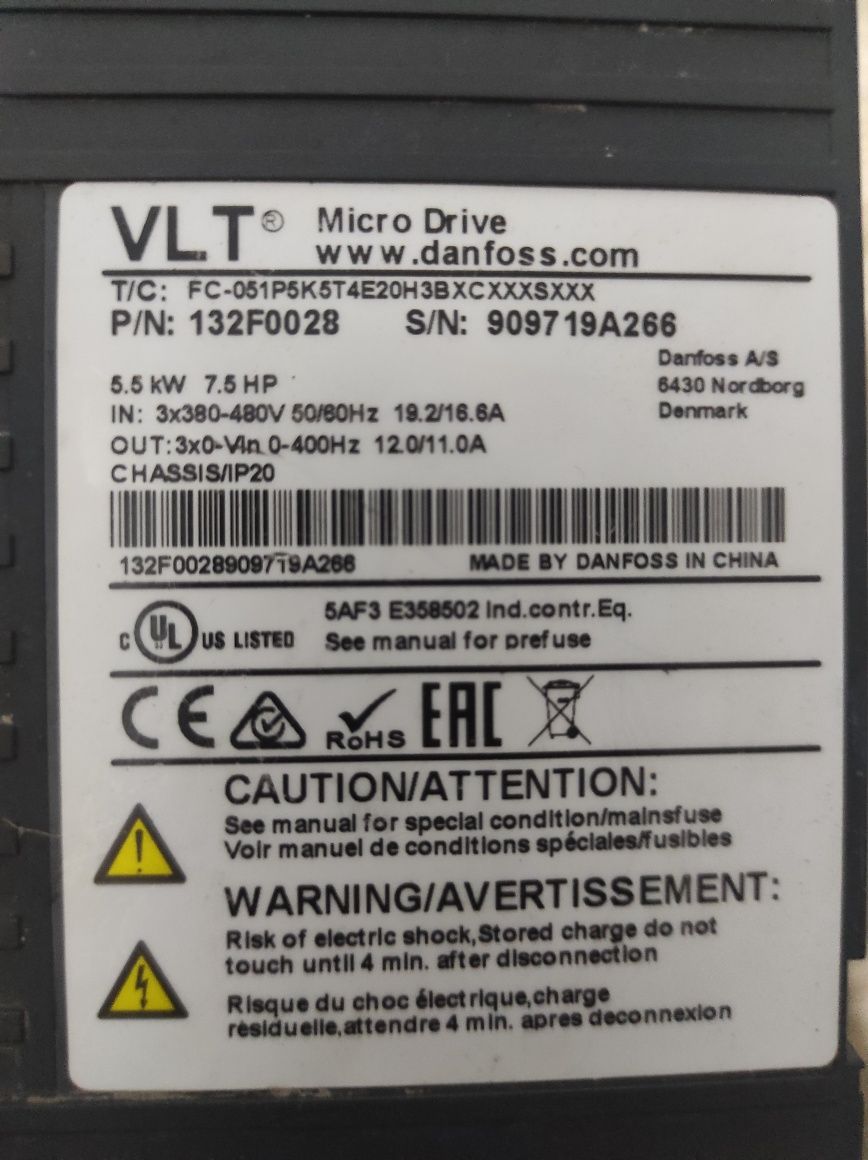 VLT® Micro Drive
www.danfoss.com
T/C: FC-051P5K5T4E20H3BXCXXXSXXX
P/N: 132F0028 S/N: 909719A266
Danfoss A/S
6430 Nordborg
Denmark
5.5 kW 7.5 HP
IN: 3x380-480V 50/60Hz 19.2/16.6A
OUT: 3x0-Vin 0-400Hz 12.0/11.0A
CHASSIS/IP20
132F0028909719A266 MADE BY DANFOSS IN CHINA
C UL US LISTED
5AF3 E358502 Ind.contr.Eq.
See manual for prefuse
CE RoHS EAC
CAUTION/ATTENTION:
See manual for special condition/mainsfuse
Voir manuel de conditions spéciales/fusibles
WARNING/AVERTISSEMENT:
Risk of electric shock,Stored charge do not
touch until 4 min. after disconnection
Risque du choc électrique,charge
résiduelle,attendre 4 min. apres deconnexion